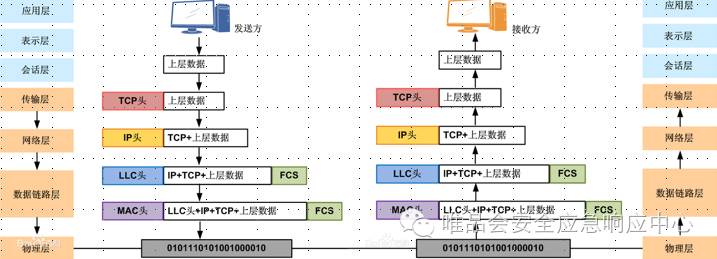 应用层
表示层
会话层
传输层
网络层
数据链路层
物理层
发送方
上层数据
TCP头 上层数据
IP头 TCP+上层数据
LLC头 IP+TCP+上层数据 FCS
MAC头 LLC头+IP+TCP+上层数据 FCS
0101110101001000010
接收方
上层数据
TCP头 上层数据
IP头 TCP+上层数据
LLC头 IP+TCP+上层数据 FCS
MAC头 LLC头+IP+TCP+上层数据 FCS
0101110101001000010
应用层
表示层
会话层
传输层
网络层
数据链路层
物理层
唯品会安全应急响应中心